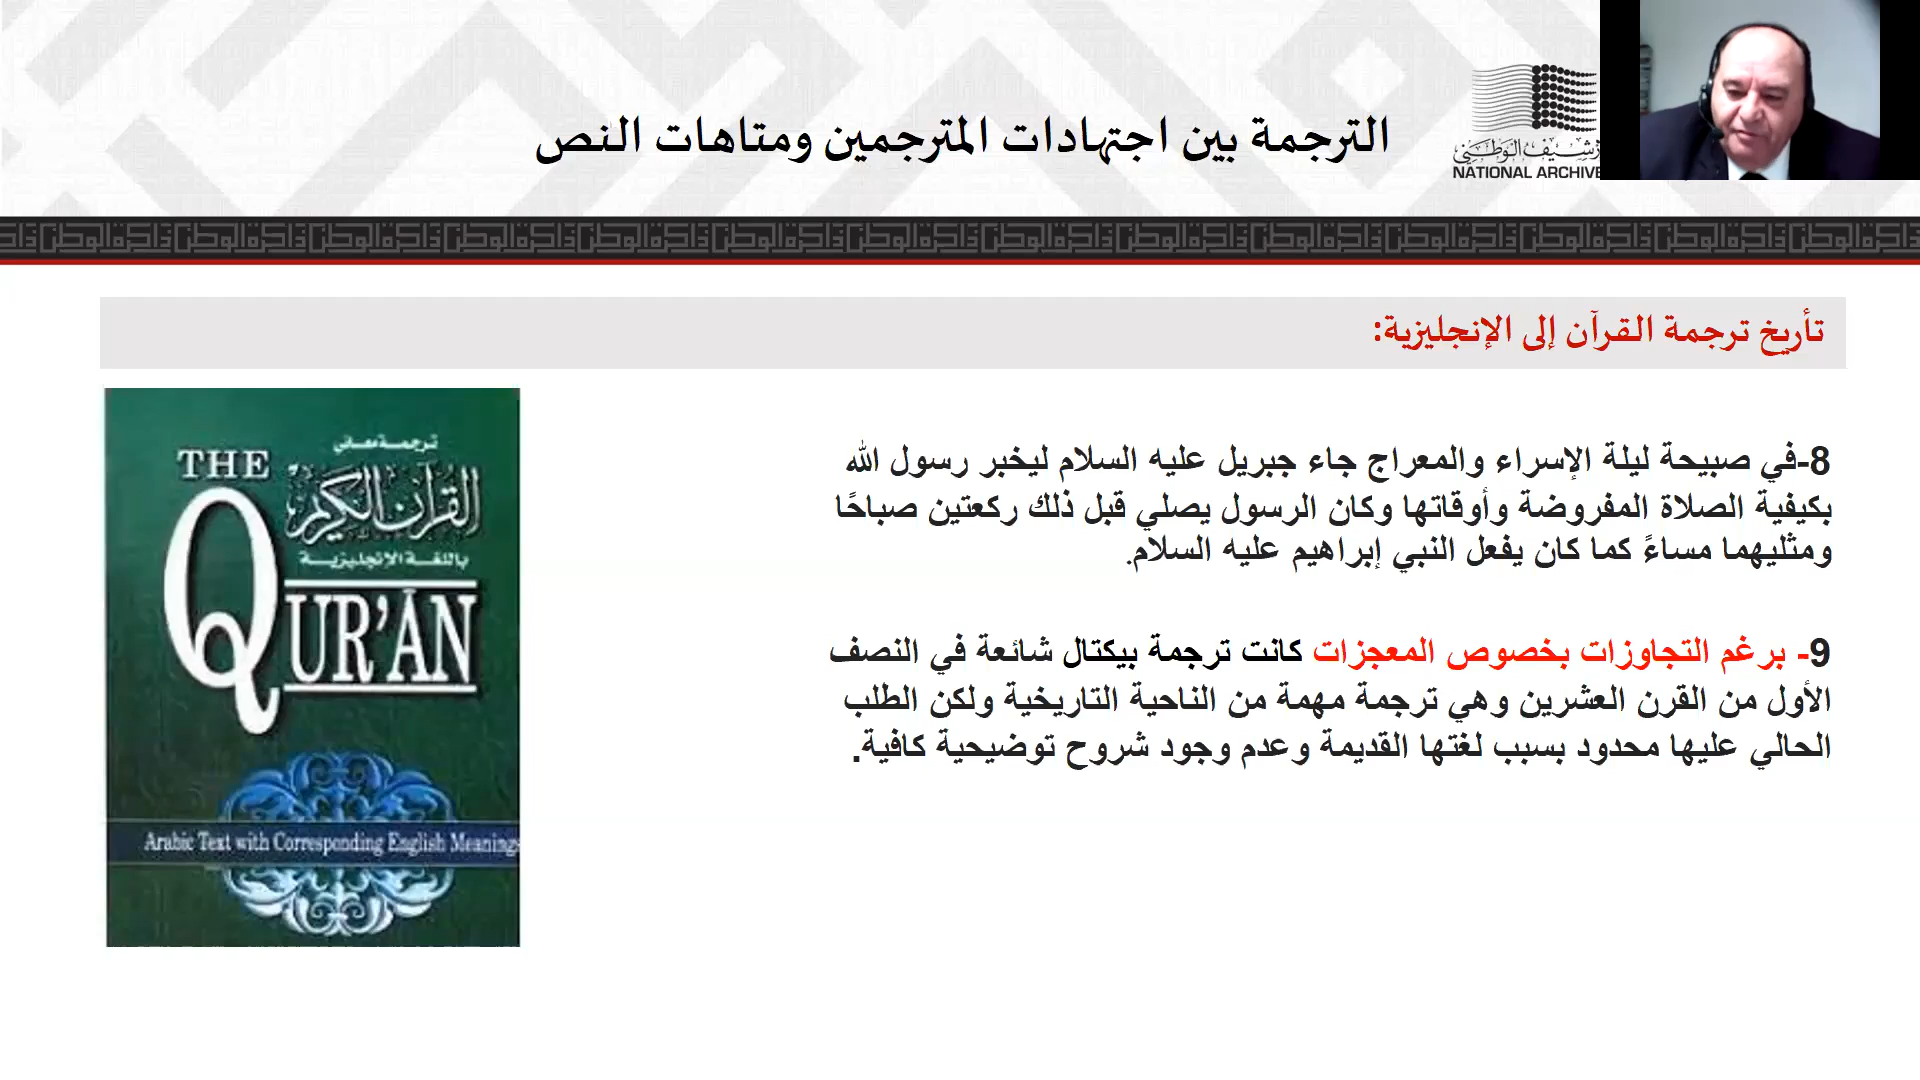 الترجمة بين اجتهادات المترجمين ومتاهات النص
NATIONAL ARCHIVE
تأريخ ترجمة القرآن إلى الإنجليزية:
8-في صبيحة ليلة الإسراء والمعراج جاء جبريل عليه السلام ليخبر رسول الله
بكيفية الصلاة المفروضة وأوقاتها وكان الرسول يصلي قبل ذلك ركعتين صباحًا
ومثليهما مساءً كما كان يفعل النبي إبراهيم عليه السلام.
9- برغم التجاوزات بخصوص المعجزات كانت ترجمة بيكتال شائعة في النصف
الأول من القرن العشرين وهي ترجمة مهمة من الناحية التاريخية ولكن الطلب
الحالي عليها محدود بسبب لغتها القديمة وعدم وجود شروح توضيحية كافية.
ترجمة معاني
القرآن الكريم
باللغة الإنجليزية
THE
QUR'ĀN
Arabic Text with Corresponding English Meanings